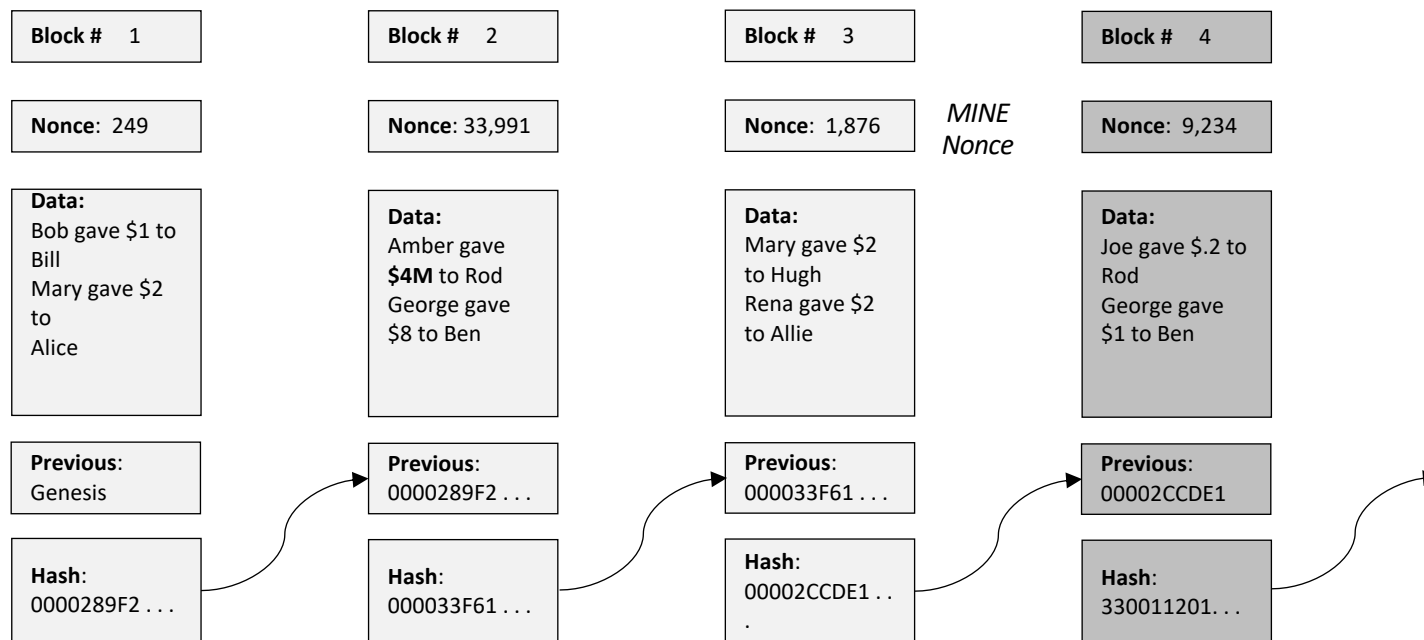 Block # 1
Nonce: 249
Data:
Bob gave $1 to
Bill
Mary gave $2
to
Alice
Previous:
Genesis
Hash:
0000289F2 . . .
Block # 2
Nonce: 33,991
Data:
Amber gave
$4M to Rod
George gave
$8 to Ben
Previous:
0000289F2 . . .
Hash:
000033F61 . . .
Block # 3
Nonce: 1,876
Data:
Mary gave $2
to Hugh
Rena gave $2
to Allie
Previous:
000033F61 . . .
Hash:
00002CCDE1 . .
.
MINE
Nonce
Block # 4
Nonce: 9,234
Data:
Joe gave $.2 to
Rod
George gave
$1 to Ben
Previous:
00002CCDE1
Hash:
330011201. . .